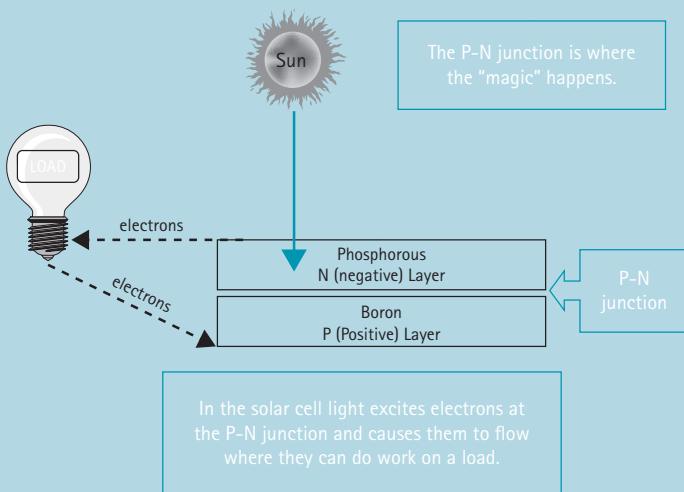 Sun
The P-N junction is where
the “magic” happens.
LOAD
electrons
electrons
Phosphorous
N (negative) Layer
Boron
P (Positive) Layer
P-N
junction
In the solar cell light excites electrons at
the P-N junction and causes them to flow
where they can do work on a load.